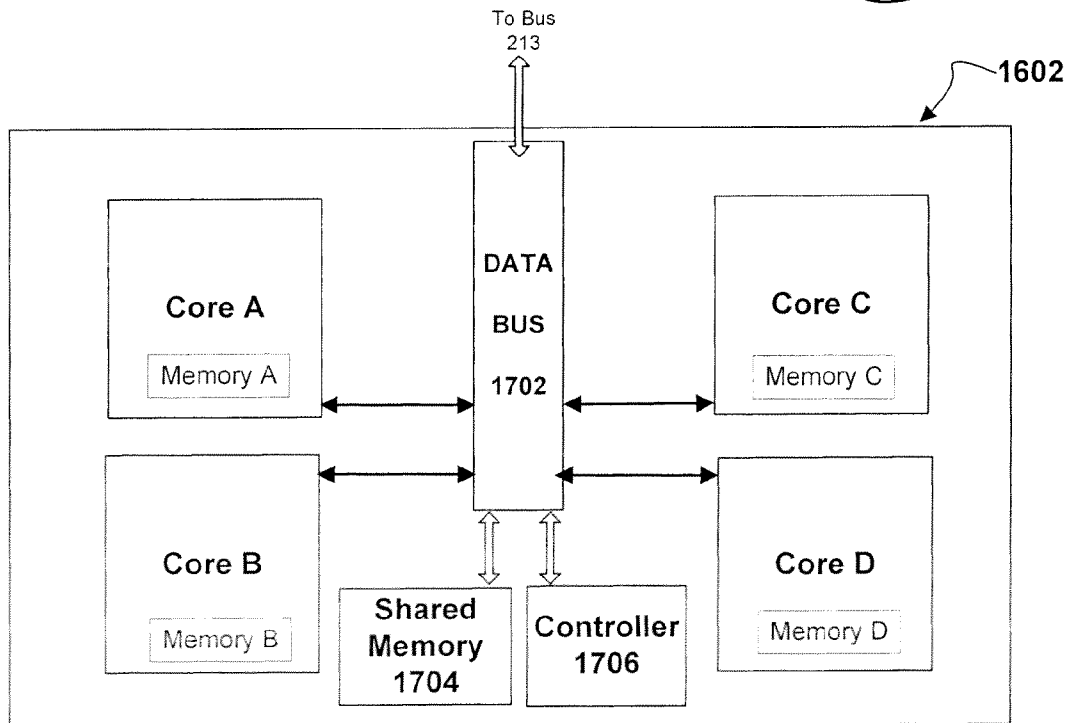 To Bus
213
1602
DATA
BUS
1702
Core A
Memory A
Core C
Memory C
Core B
Memory B
Core D
Memory D
Shared
Memory
1704
Controller
1706